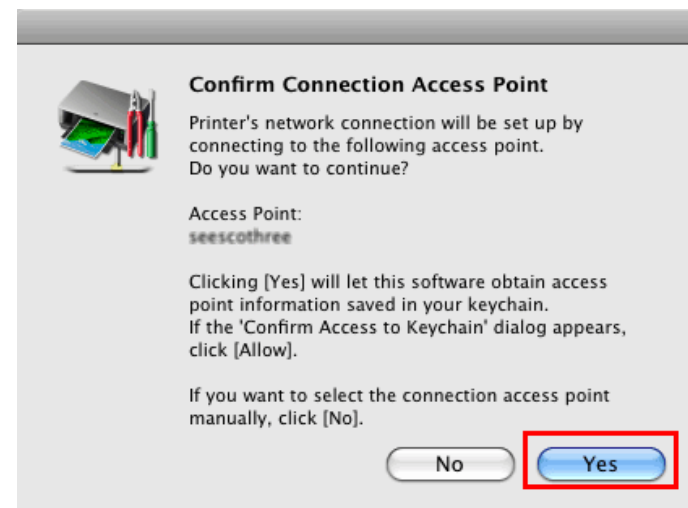 Confirm Connection Access Point
Printer's network connection will be set up by
connecting to the following access point.
Do you want to continue?
Access Point:
seescothree
Clicking [Yes] will let this software obtain access
point information saved in your keychain.
If the 'Confirm Access to Keychain' dialog appears,
click [Allow].
If you want to select the connection access point
manually, click [No].
No
Yes